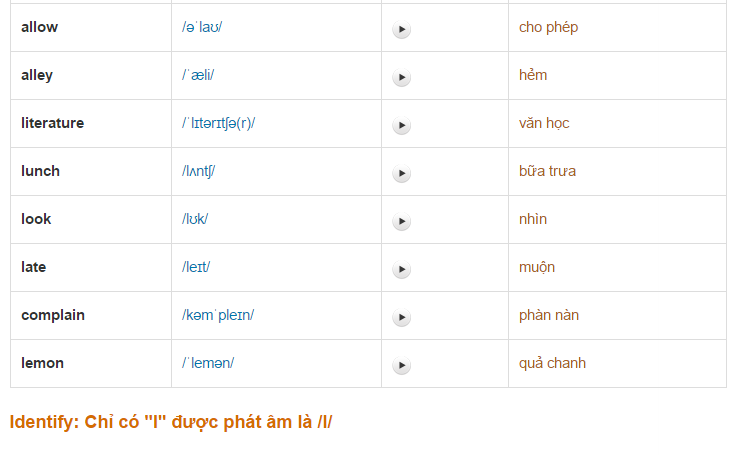 allow /əˈlaʊ/ cho phép
alley /ˈæli/ hẻm
literature /ˈlɪtərɪtʃə(r)/ văn học
lunch /lʌntʃ/ bữa trưa
look /lʊk/ nhìn
late /leɪt/ muộn
complain /kəmˈpleɪn/ phàn nàn
lemon /ˈlemən/ quả chanh
Identify: Chỉ có "l" được phát âm là /l/